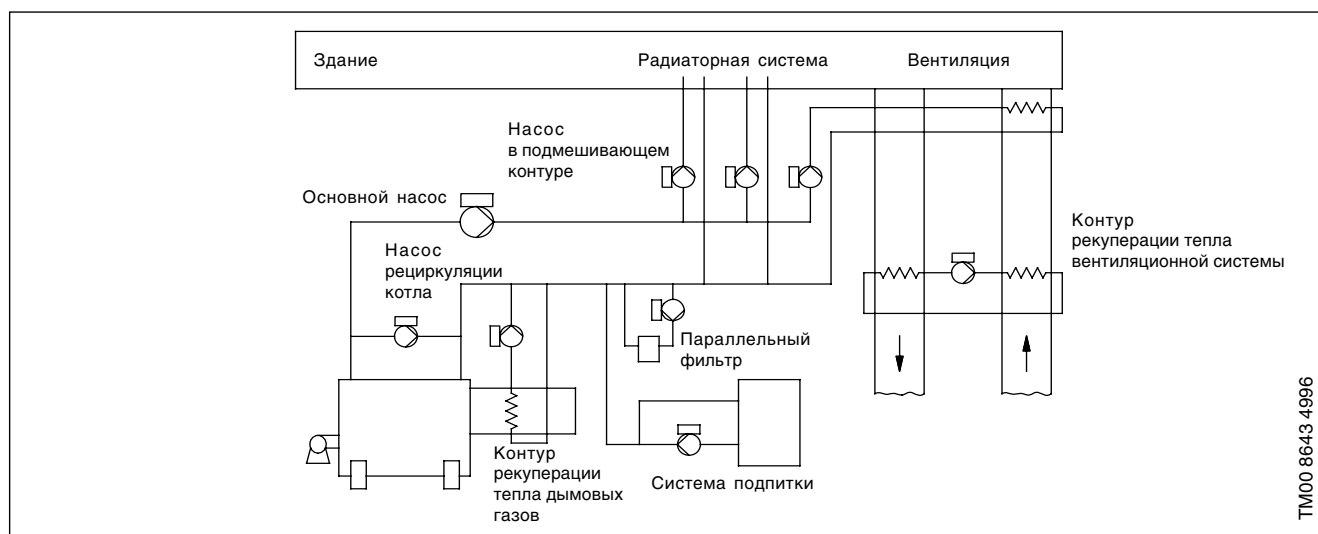 Здание
Радиаторная система
Вентиляция
Насос
в подмешивающем
контуре
Основной насос
Насос
рециркуляции
котла
Контур
рекуперации тепла
вентиляционной системы
Параллельный
фильтр
Контур
рекуперации
тепла дымовых
газов
Система подпитки
TM00 8643 4996